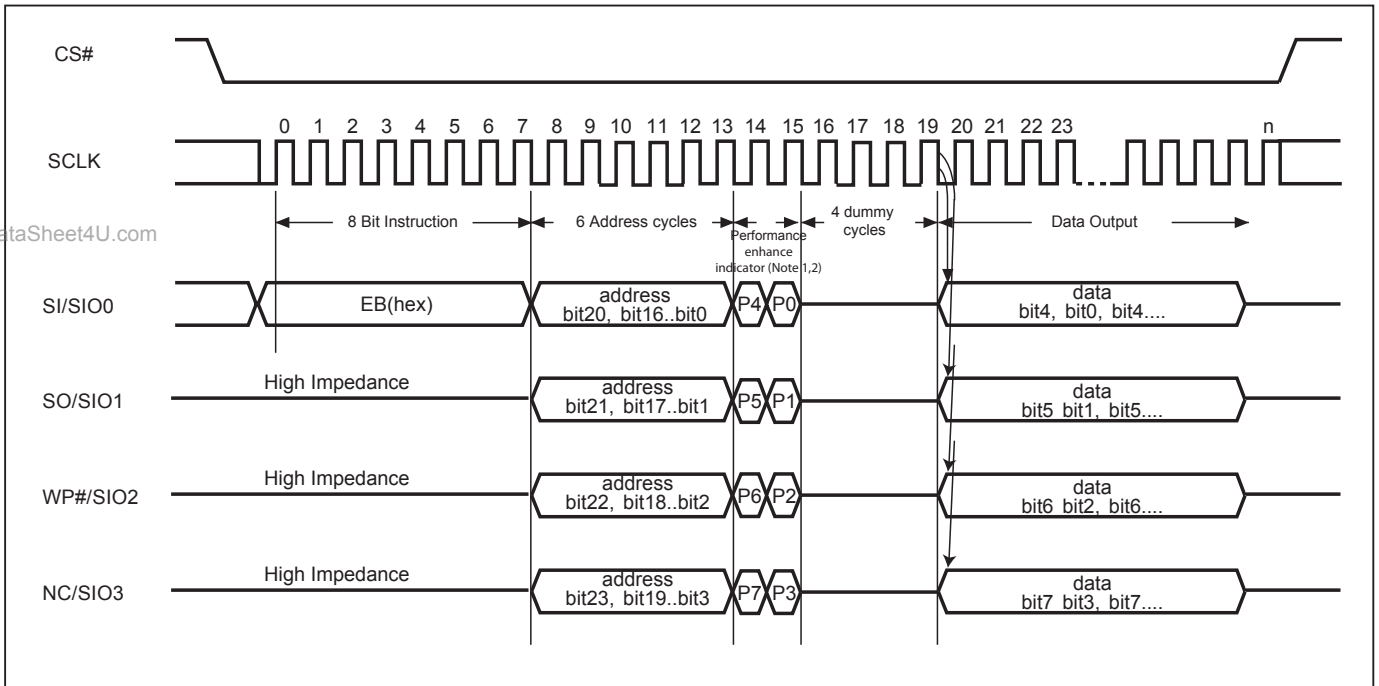 CS#
0 1 2 3 4 5 6 7 8 9 10 11 12 13 14 15 16 17 18 19 20 21 22 23 n
SCLK
8 Bit Instruction
6 Address cycles
Performance
enhance
indicator (Note 1,2)
4 dummy
cycles
Data Output
ataSheet4U.com
SI/SIO0
EB(hex)
address
bit20, bit16..bit0
P4 P0
data
bit4, bit0, bit4....
SO/SIO1
High Impedance
address
bit21, bit17..bit1
P5 P1
data
bit5 bit1, bit5....
WP#/SIO2
High Impedance
address
bit22, bit18..bit2
P6 P2
data
bit6 bit2, bit6....
NC/SIO3
High Impedance
address
bit23, bit19..bit3
P7 P3
data
bit7 bit3, bit7....